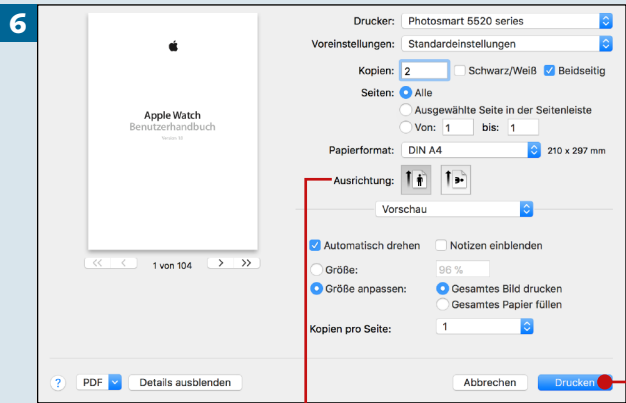 6
Drucker: Photosmart 5520 series
Voreinstellungen: Standardeinstellungen
Kopien: 2 Schwarz/Weiß Beidseitig
Seiten: Alle
Ausgewählte Seite in der Seitenleiste
Von: 1 bis: 1
Papierformat: DIN A4 210 x 297 mm
Ausrichtung:
Vorschau
Automatisch drehen Notizen einblenden
Größe: 96 %
Größe anpassen: Gesamtes Bild drucken
Gesamtes Papier füllen
Kopien pro Seite: 1
Apple Watch
Benutzerhandbuch
<< < 1 von 104 > >>
? PDF Details ausblenden Abbrechen Drucken